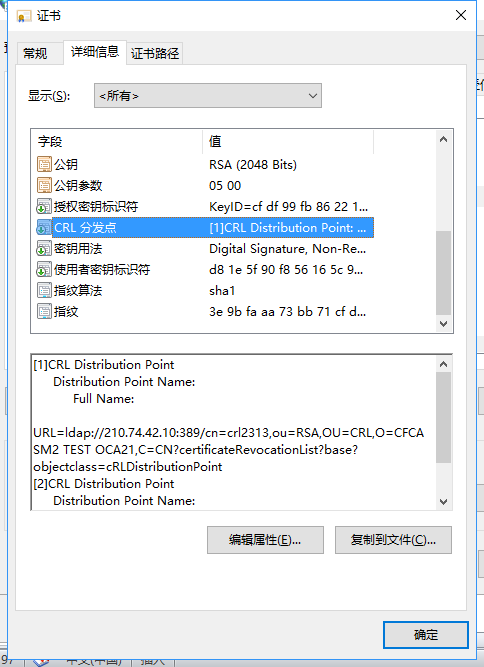 证书
常规
详细信息
证书路径
显示(S):
<所有>
字段
值
公钥
RSA (2048 Bits)
公钥参数
05 00
授权密钥标识符
KeyID=cf df 99 fb 86 22 1...
CRL 分发点
[1]CRL Distribution Point: ...
密钥用法
Digital Signature, Non-Re...
使用者密钥标识符
d8 1e 5f 90 f8 56 16 5c 9...
指纹算法
sha1
指纹
3e 9b fa aa 73 bb 71 cf d...
[1]CRL Distribution Point
Distribution Point Name:
Full Name:
URL=ldap://210.74.42.10:389/cn=crl2313,ou=RSA,OU=CRL,O=CFCA
SM2 TEST OCA21,C=CN?certificateRevocationList?base?
objectclass=cRLDistributionPoint
[2]CRL Distribution Point
Distribution Point Name:
编辑属性(E)...
复制到文件(C)...
确定
97
中文(中国)
插入